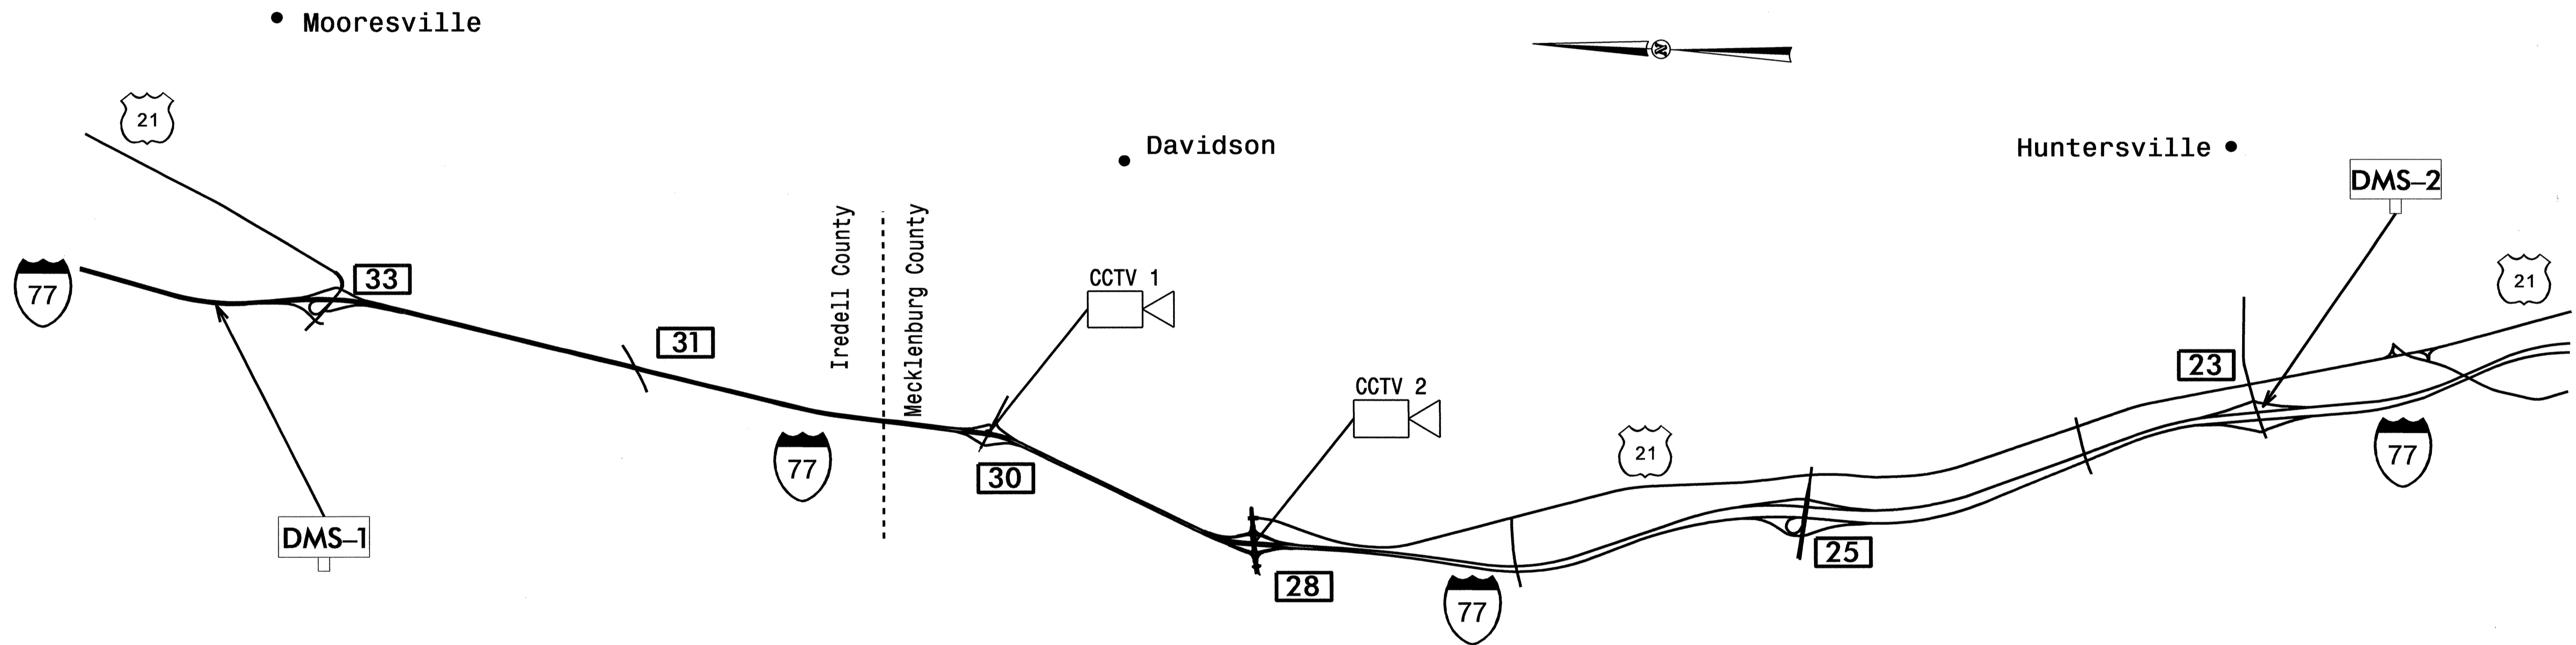 Mooresville
N
21
Davidson
Huntersville
DMS–2
77
33
31
Iredell County
Mecklenburg County
CCTV 1
21
23
CCTV 2
77
30
21
77
DMS–1
28
25
77